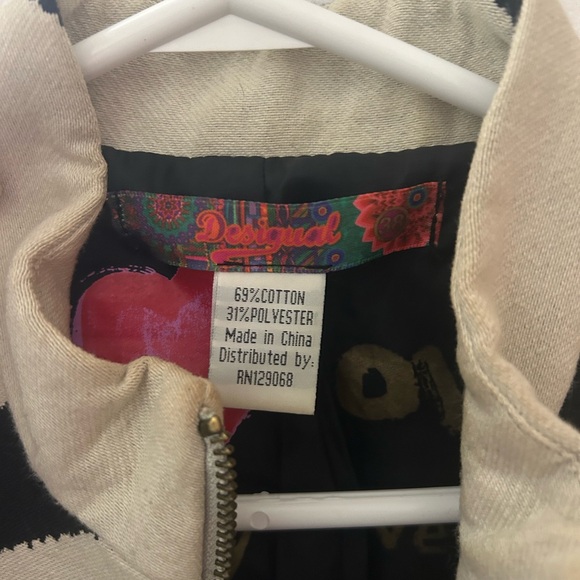 Desigual
69%COTTON
31%POLYESTER
Made in China
Distributed by:
RN129068